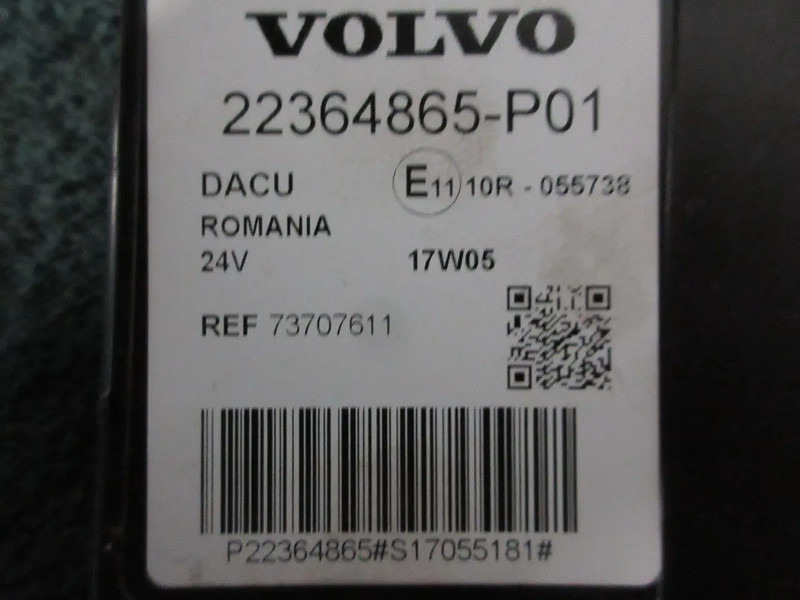 VOLVO
22364865-P01
DACU E11 10R - 055738
ROMANIA
24V 17W05
REF 73707611
P22364865#S17055181#